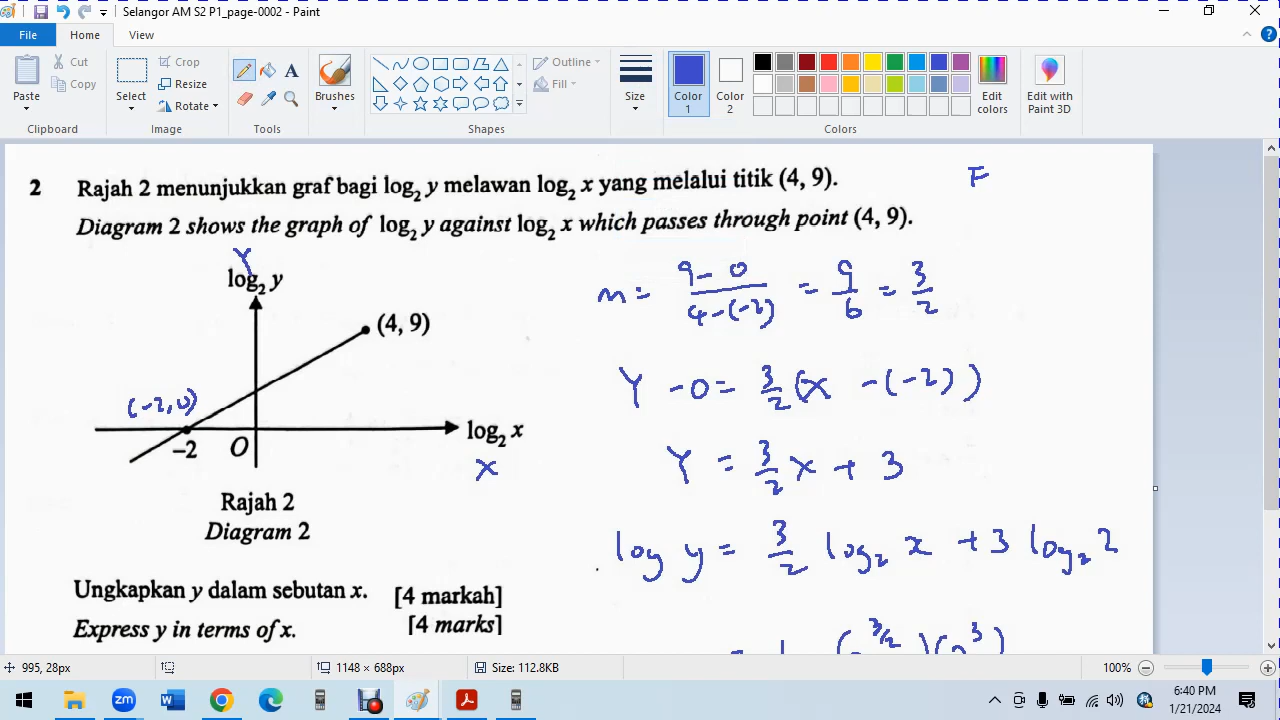 Selangor AM S2 P1_page-0002 - Paint
File Home View
Paste Cut Copy Clipboard
Select Crop Resize Rotate Image
Tools
Brushes
Shapes Outline Fill
Size
Color 1 Color 2 Edit colors Colors
Edit with Paint 3D
2 Rajah 2 menunjukkan graf bagi log₂ y melawan log₂ x yang melalui titik (4, 9). F
Diagram 2 shows the graph of log₂ y against log₂ x which passes through point (4, 9).
Y
log₂ y
(4, 9)
(-2, 0)
-2 O log₂ x
X
Rajah 2
Diagram 2
Ungkapkan y dalam sebutan x. [4 markah]
Express y in terms of x. [4 marks]
m = 9 - 0 / 4 - (-2) = 9/6 = 3/2
Y - 0 = 3/2 (x - (-2))
Y = 3/2 x + 3
log y = 3/2 log₂ x + 3 log₂ 2
995, 28px 1148 × 688px Size: 112.8KB 100%
zm
6:40 PM
1/21/2024